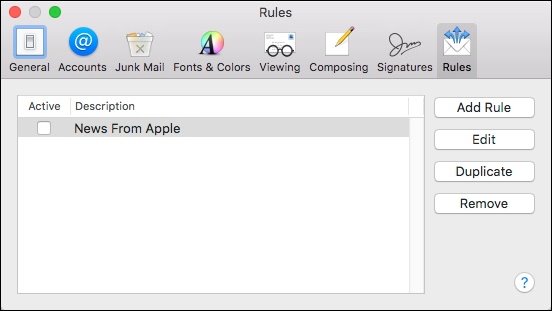 Rules
General Accounts Junk Mail Fonts & Colors Viewing Composing Signatures Rules
Active Description
News From Apple
Add Rule
Edit
Duplicate
Remove
?